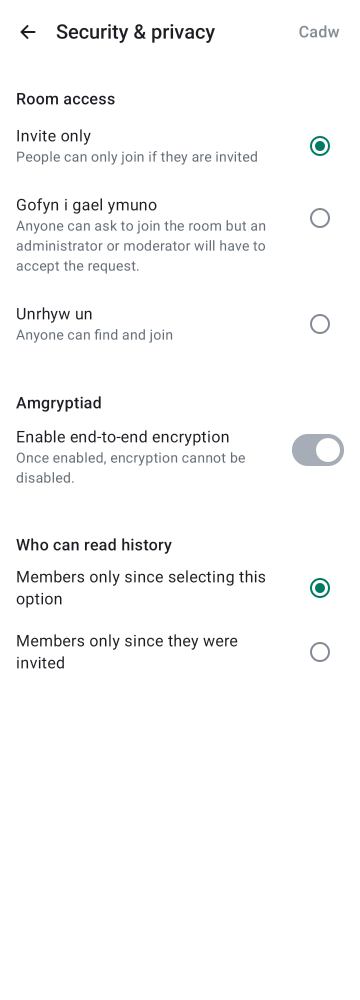 Security & privacy
Cadw
Room access
Invite only
People can only join if they are invited
Gofyn i gael ymuno
Anyone can ask to join the room but an
administrator or moderator will have to
accept the request.
Unrhyw un
Anyone can find and join
Amgryptiad
Enable end-to-end encryption
Once enabled, encryption cannot be
disabled.
Who can read history
Members only since selecting this
option
Members only since they were
invited